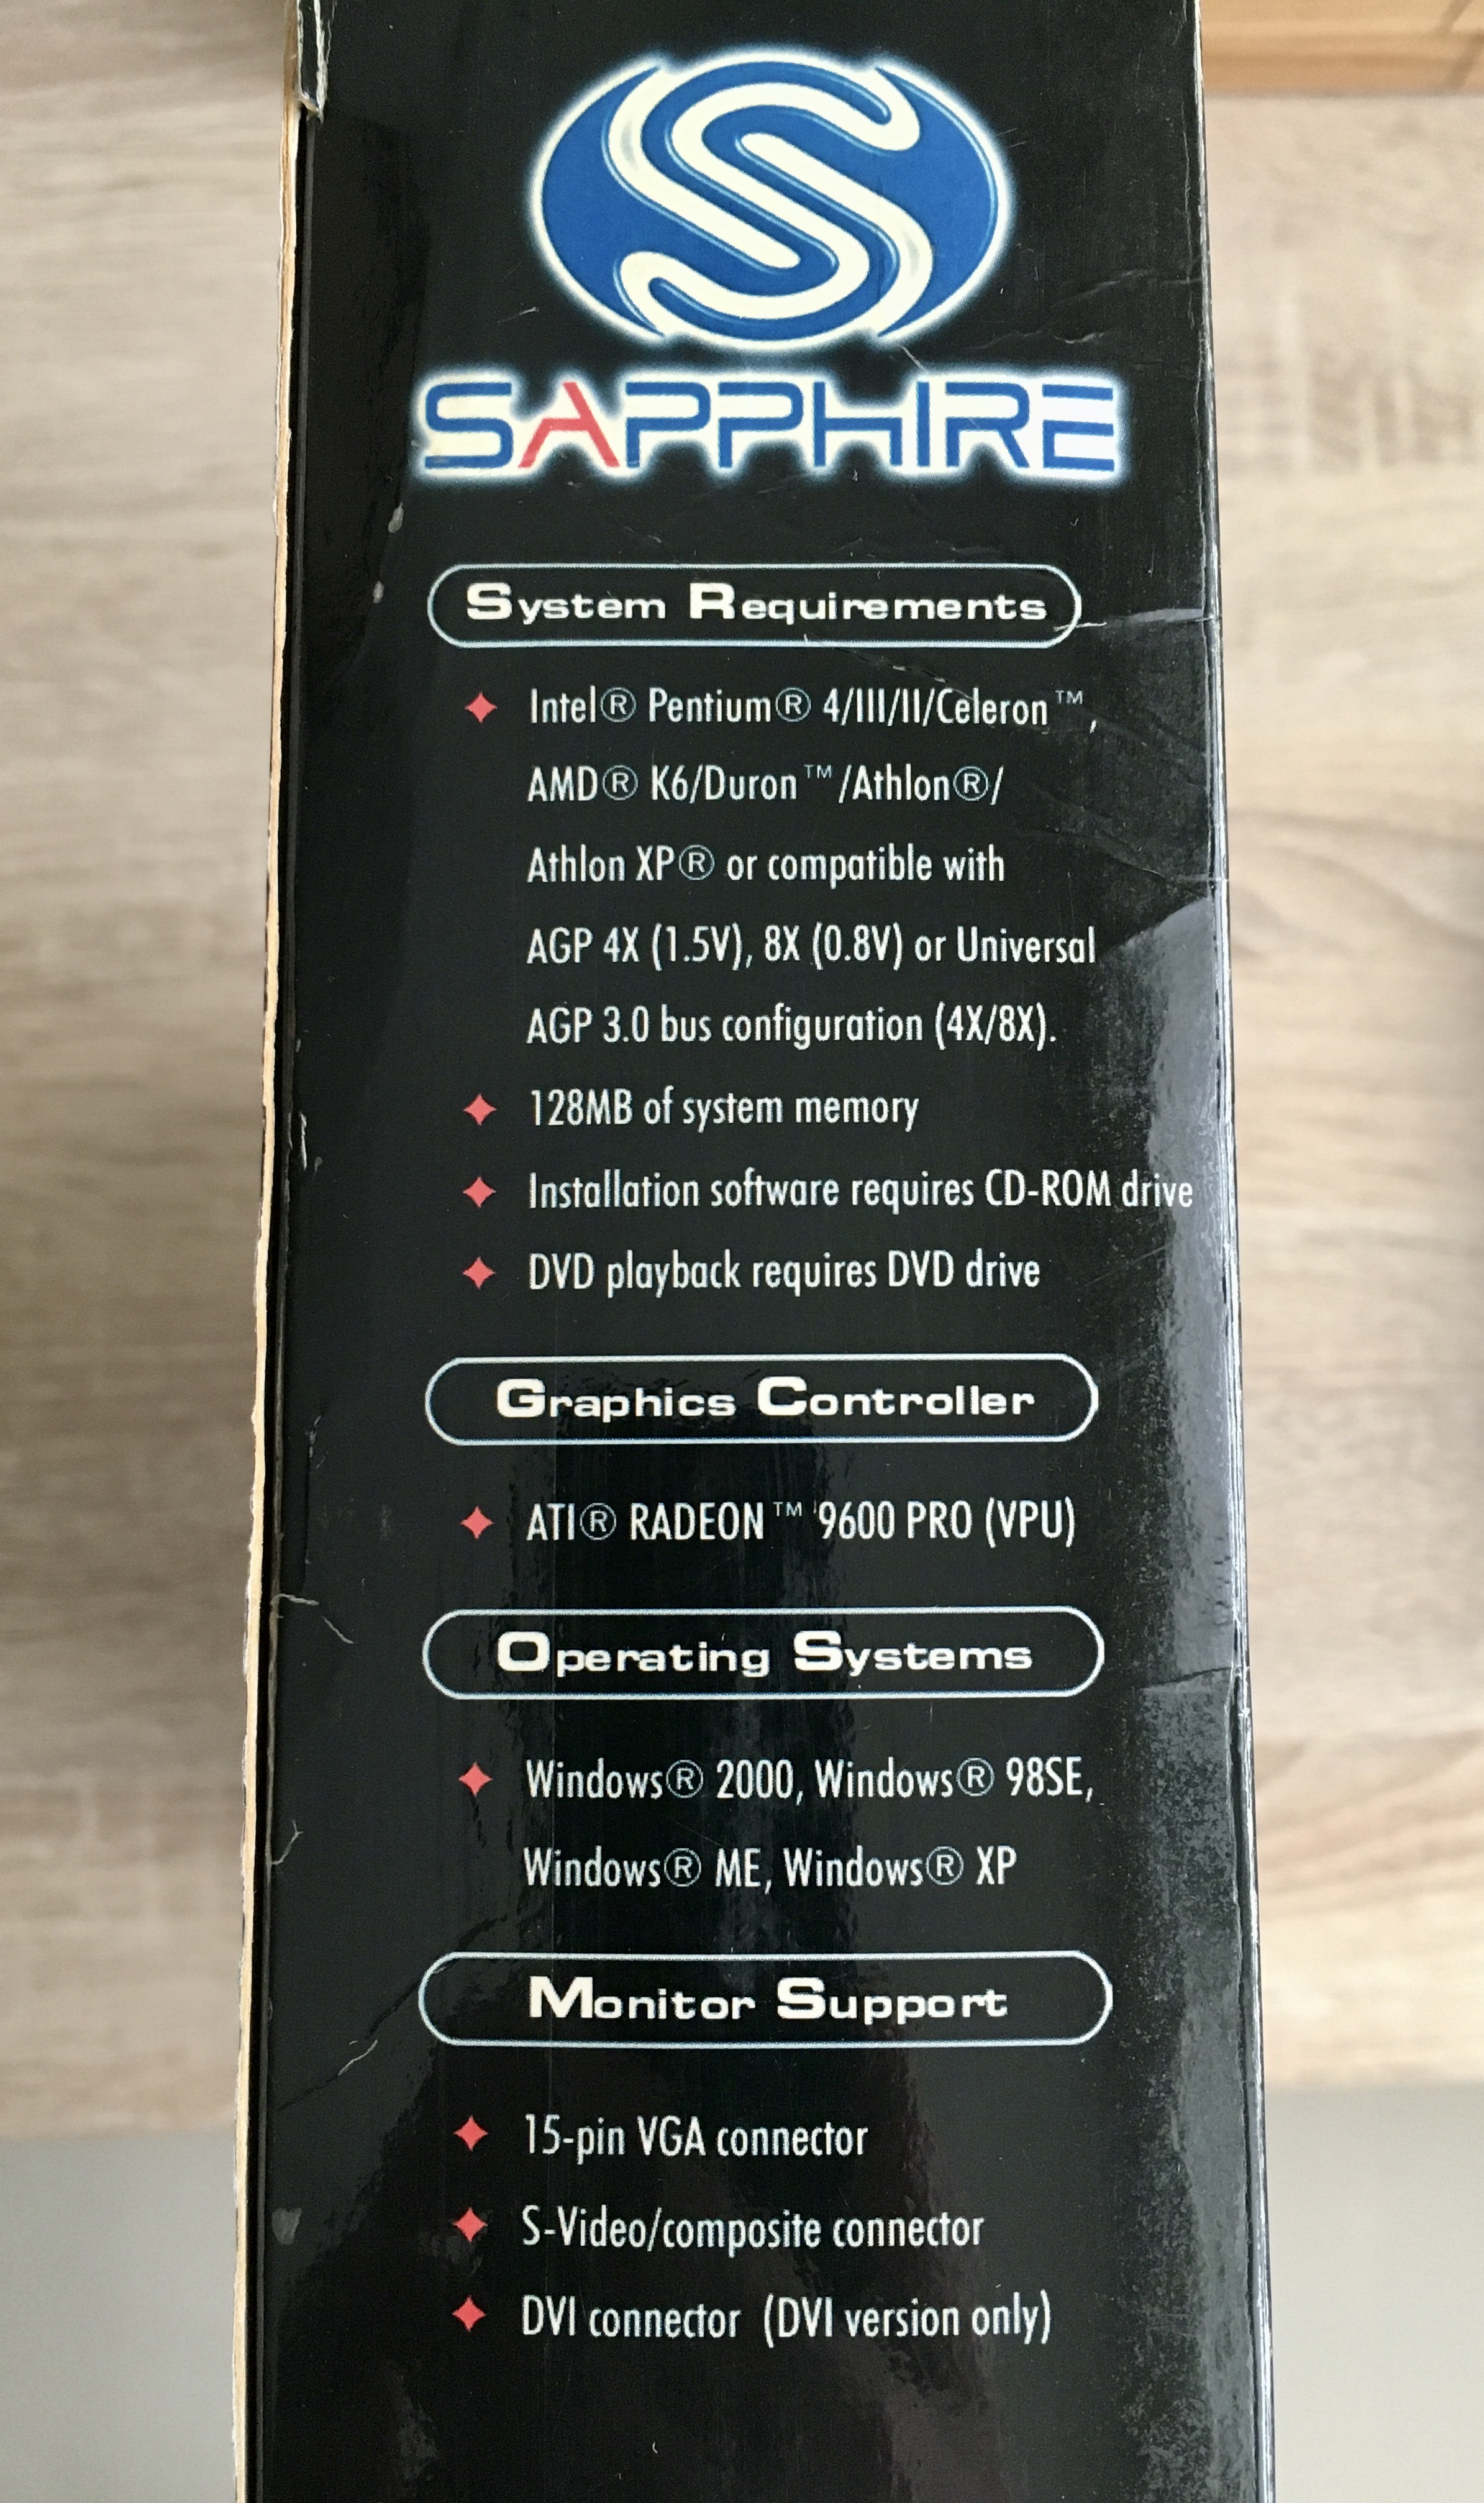 SAPPHIRE
System Requirements
Intel® Pentium® 4/III/II/Celeron™,
AMD® K6/Duron™/Athlon®/
Athlon XP® or compatible with
AGP 4X (1.5V), 8X (0.8V) or Universal
AGP 3.0 bus configuration (4X/8X).
128MB of system memory
Installation software requires CD-ROM drive
DVD playback requires DVD drive
Graphics Controller
ATI® RADEON™ 9600 PRO (VPU)
Operating Systems
Windows® 2000, Windows® 98SE,
Windows® ME, Windows® XP
Monitor Support
15-pin VGA connector
S-Video/composite connector
DVI connector (DVI version only)